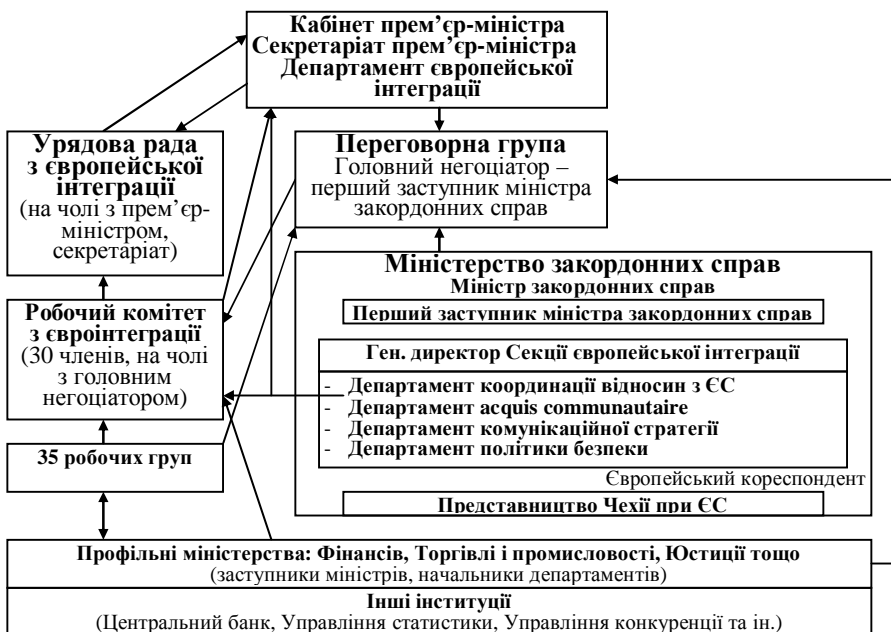 Кабінет прем’єр-міністра
Секретаріат прем’єр-міністра
Департамент європейської
інтеграції
Урядова рада
з європейської
інтеграції
(на чолі з прем’єр-
міністром,
секретаріат)
Переговорна група
Головний негоціатор –
перший заступник міністра
закордонних справ
Міністерство закордонних справ
Міністр закордонних справ
Перший заступник міністра закордонних справ
Ген. директор Секції європейської інтеграції
- Департамент координації відносин з ЄС
- Департамент acquis communautaire
- Департамент комунікаційної стратегії
- Департамент політики безпеки
Європейський кореспондент
Представництво Чехії при ЄС
Робочий комітет
з євроінтеграції
(30 членів, на чолі
з головним
негоціатором)
35 робочих груп
Профільні міністерства: Фінансів, Торгівлі і промисловості, Юстиції тощо
(заступники міністрів, начальники департаментів)
Інші інституції
(Центральний банк, Управління статистики, Управління конкуренції та ін.)